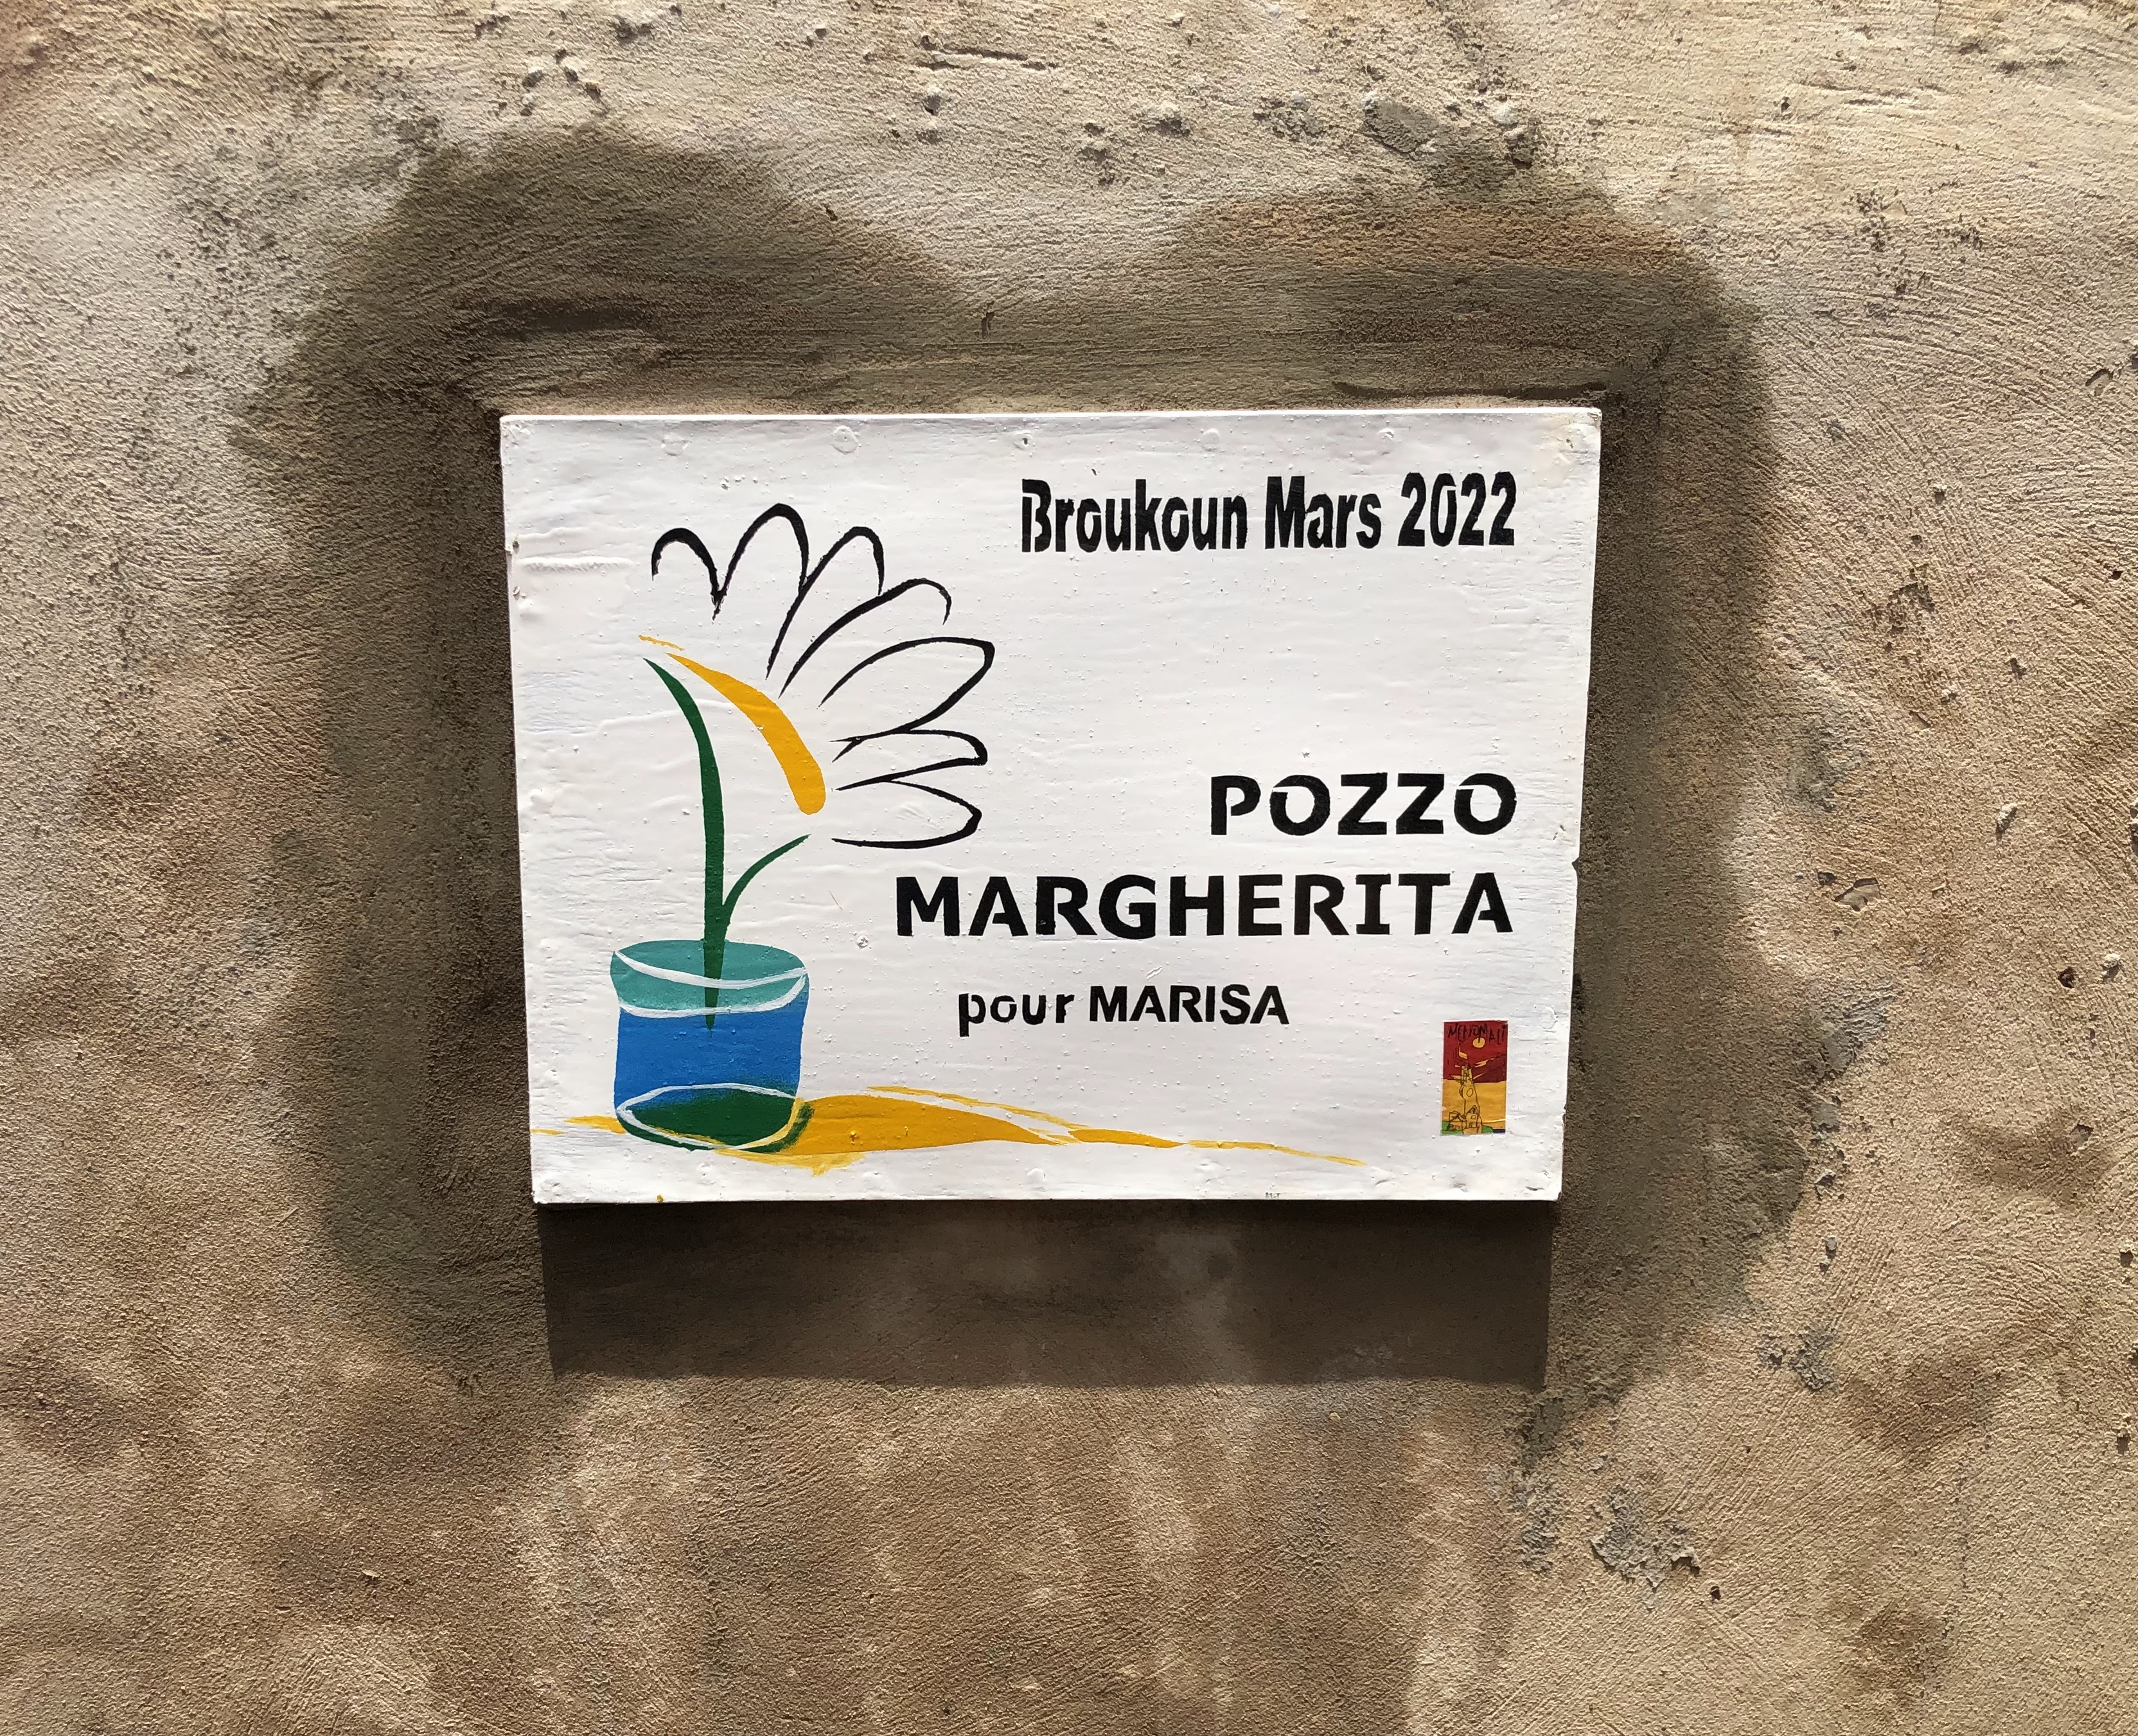 Broukoun Mars 2022
POZZO
MARGHERITA
pour MARISA